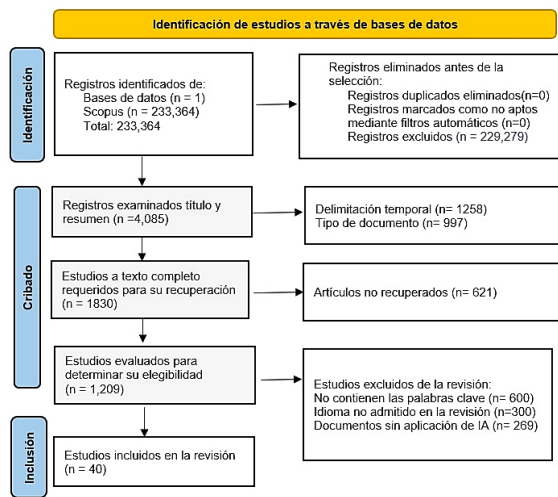 Identificación de estudios a través de bases de datos
Identificación
Registros identificados de:
Bases de datos (n = 1)
Scopus (n = 233,364)
Total: 233,364
Registros eliminados antes de la
selección:
Registros duplicados eliminados(n=0)
Registros marcados como no aptos
mediante filtros automáticos (n=0)
Registros excluidos (n = 229,279)
Cribado
Registros examinados título y
resumen (n =4,085)
Delimitación temporal (n= 1258)
Tipo de documento (n= 997)
Estudios a texto completo
requeridos para su recuperación
(n = 1830)
Artículos no recuperados (n= 621)
Estudios evaluados para
determinar su elegibilidad
(n = 1,209)
Estudios excluidos de la revisión:
No contienen las palabras clave (n= 600)
Idioma no admitido en la revisión (n=300)
Documentos sin aplicación de IA (n= 269)
Inclusión
Estudios incluidos en la revisión
(n = 40)